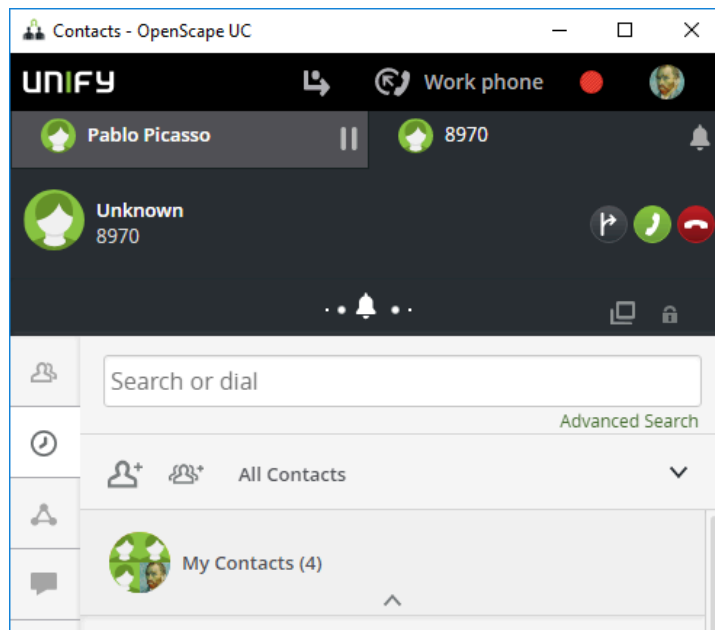 Contacts - OpenScape UC
UNIFY
Work phone
Pablo Picasso
8970
Unknown
8970
Search or dial
Advanced Search
All Contacts
My Contacts (4)